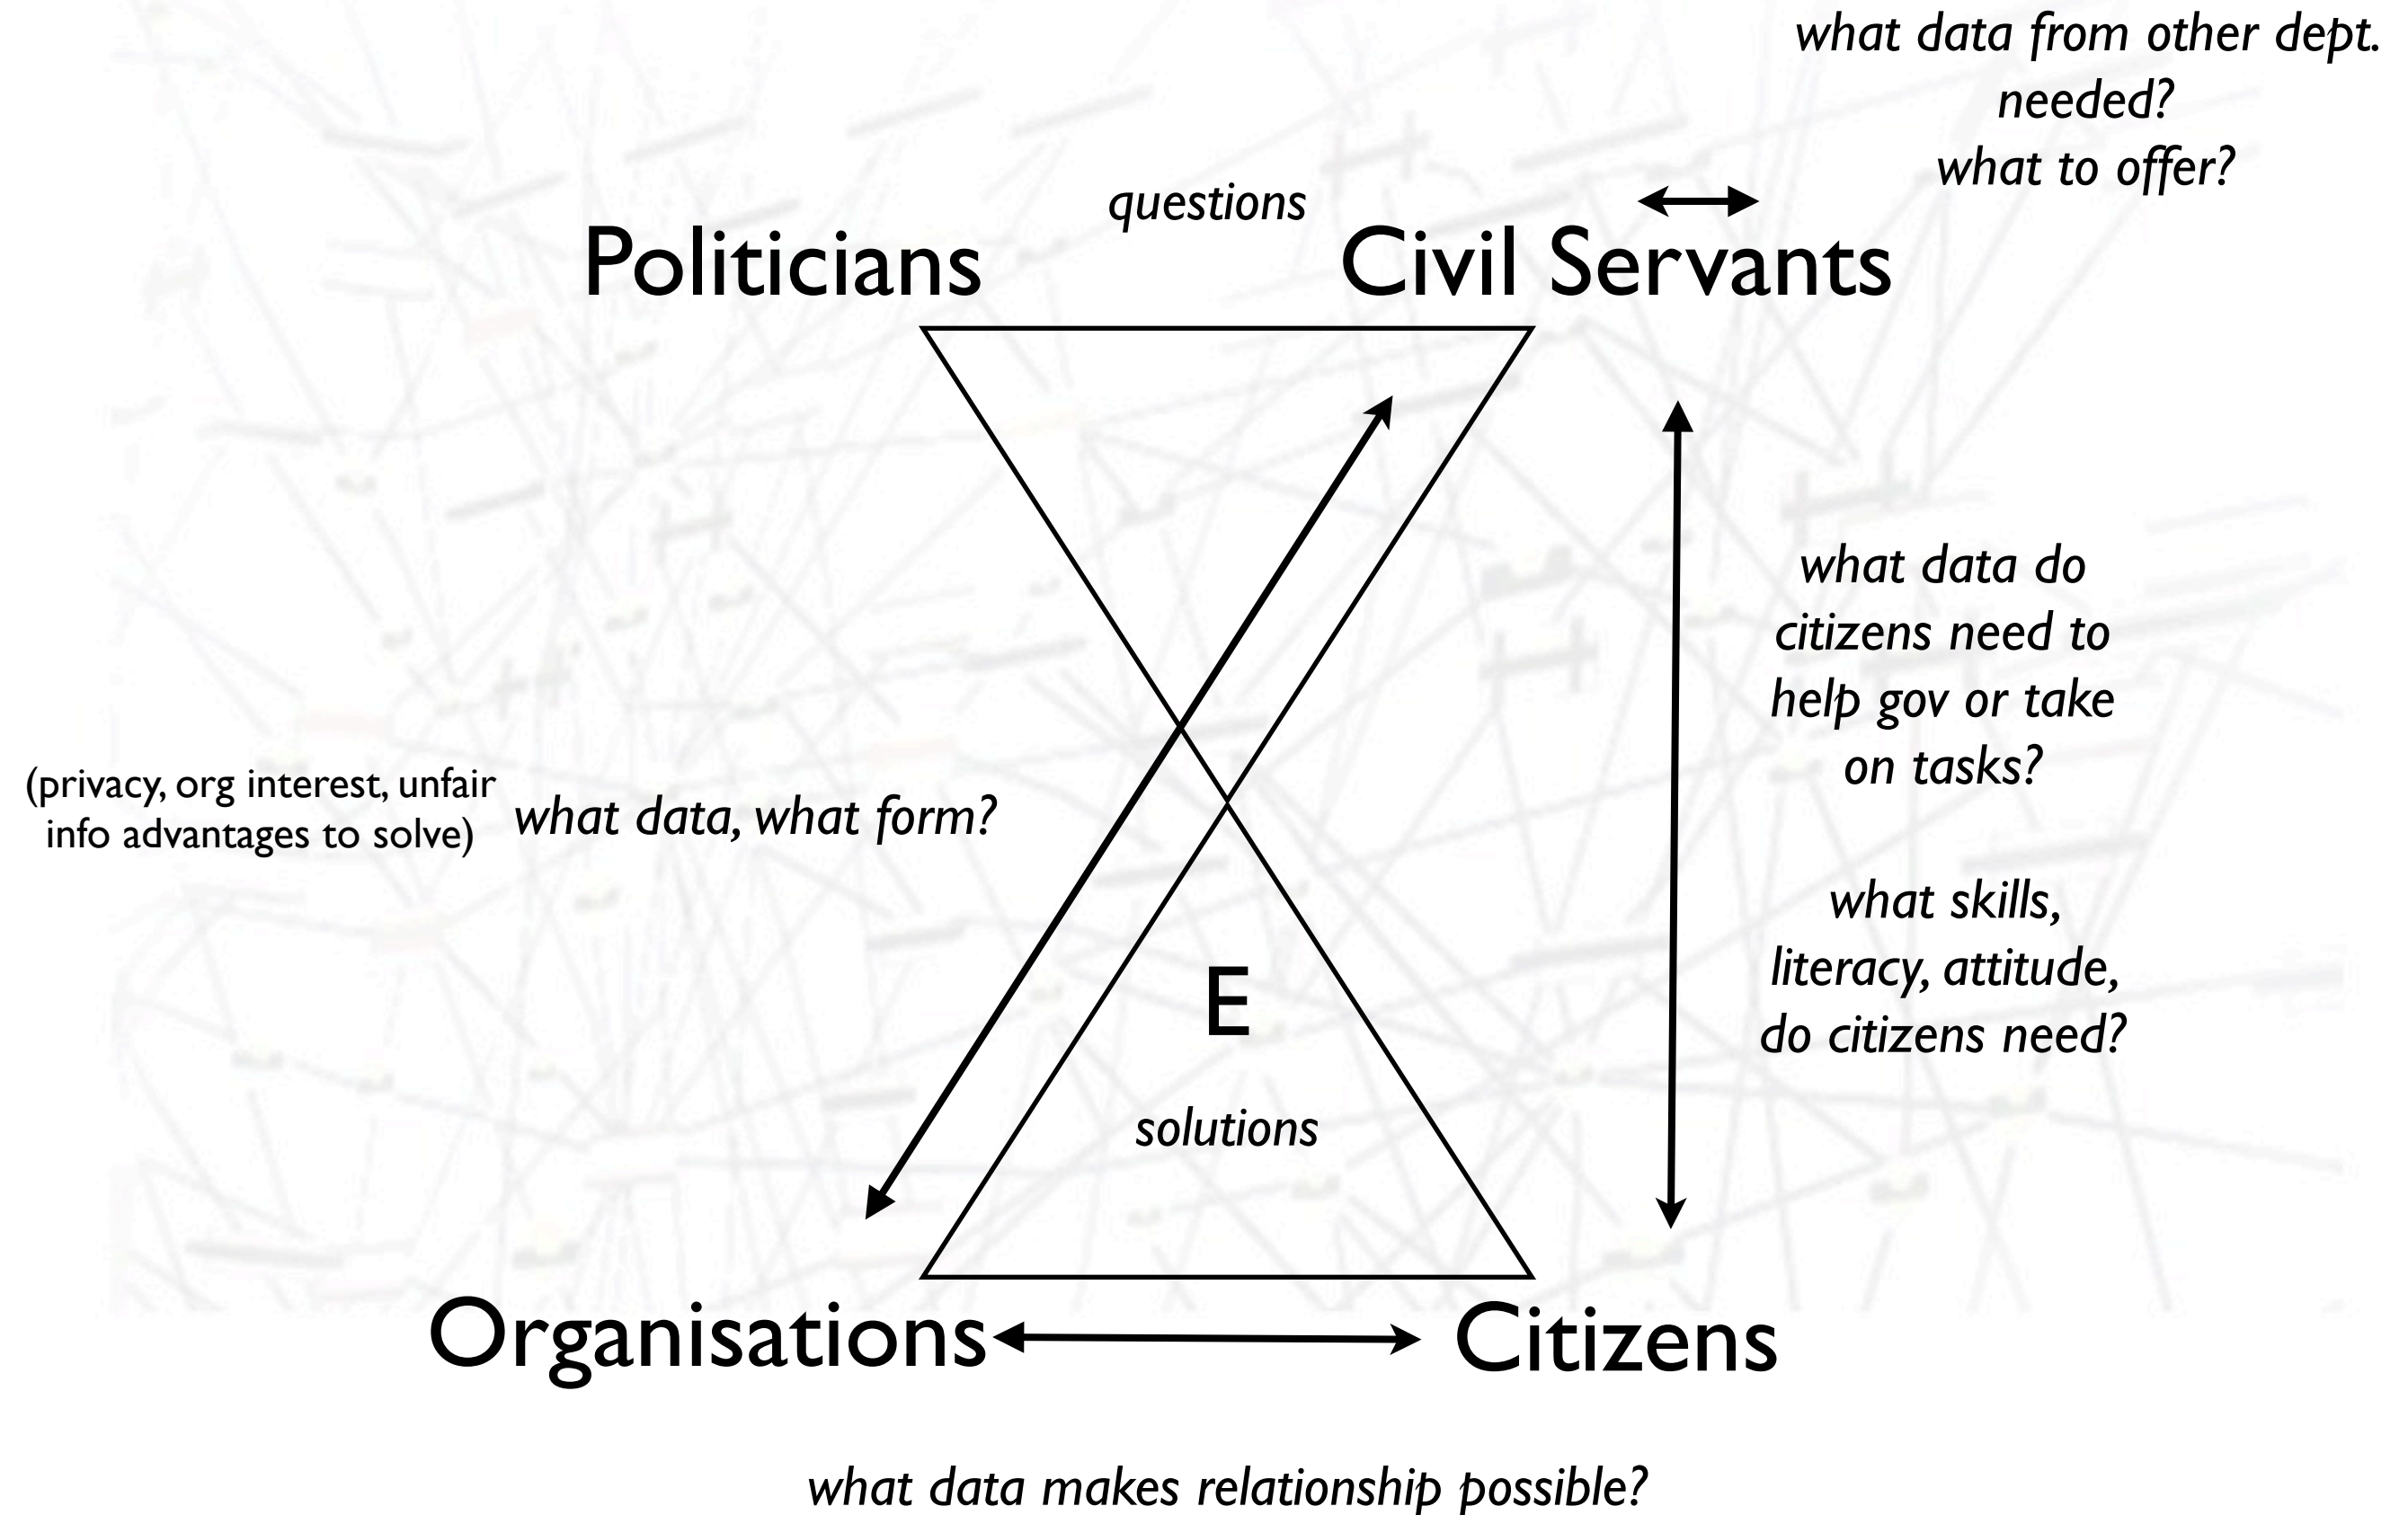 what data from other dept.
needed?
what to offer?
questions
Politicians
Civil Servants
what data do
citizens need to
help gov or take
on tasks?
(privacy, org interest, unfair
info advantages to solve)
what data, what form?
what skills,
literacy, attitude,
do citizens need?
E
solutions
Organisations
Citizens
what data makes relationship possible?